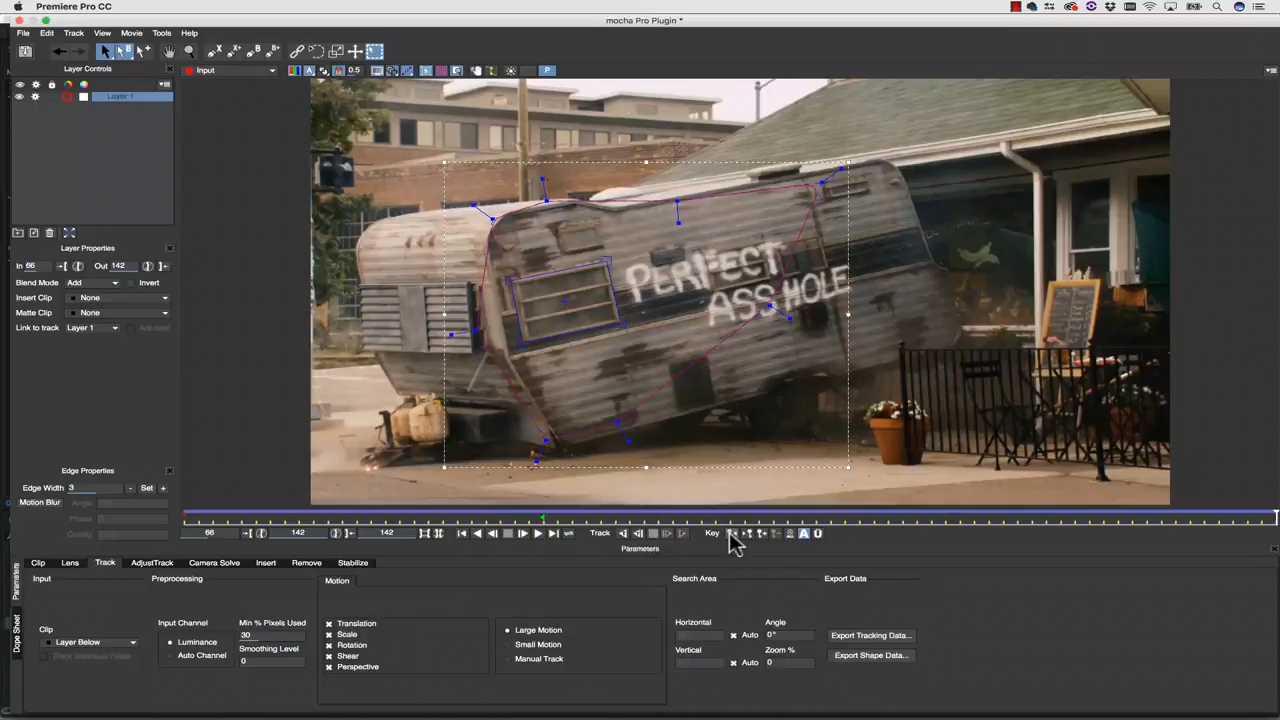 Premiere Pro CC
mocha Pro Plugin *
File Edit Track View Movie Tools Help
Layer Controls
Input
0.5
P
Layer 1
PERFECT
ASSHOLE
Layer Properties
In 66 Out 142
Blend Mode Add Invert
Insert Clip None
Matte Clip None
Link to track Layer 1 Adjusted
Edge Properties
Edge Width 3 - Set +
Motion Blur Angle
Phase
Quality
66 142 142 Track Key A
Parameters
Clip Lens Track AdjustTrack Camera Solve Insert Remove Stabilize
Parameters
Dope Sheet
Input Preprocessing Motion Search Area Export Data
Input Channel Min % Pixels Used
30
Clip
Layer Below
Luminance
Auto Channel
Smoothing Level
0
Translation
Scale
Rotation
Shear
Perspective
Large Motion
Small Motion
Manual Track
Horizontal Angle
Auto 0°
Vertical Zoom %
Auto 0
Export Tracking Data...
Export Shape Data...